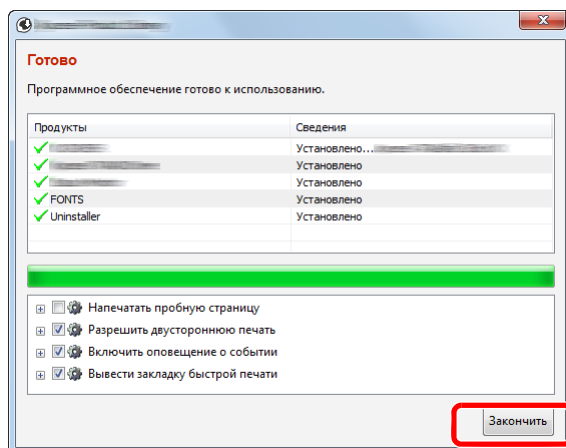 Готово
Программное обеспечение готово к использованию.
Продукты Сведения
Установлено...
Установлено
Установлено
FONTS Установлено
Uninstaller Установлено
Напечатать пробную страницу
Разрешить двустороннюю печать
Включить оповещение о событии
Вывести закладку быстрой печати
Закончить